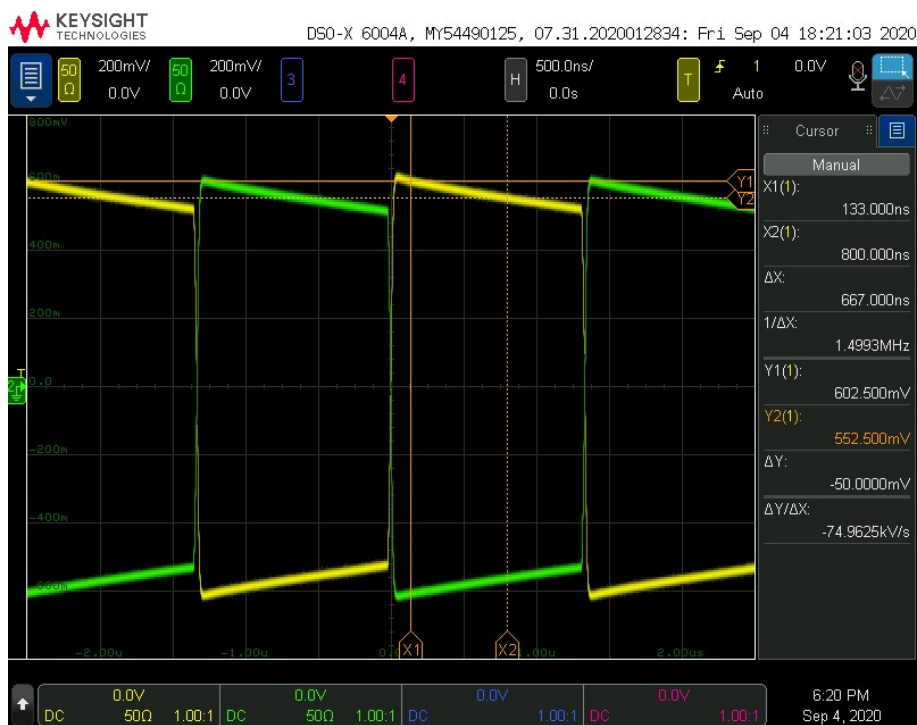 KEYSIGHT
TECHNOLOGIES
DSO-X 6004A, MY54490125, 07.31.2020012834: Fri Sep 04 18:21:03 2020
50 Ω 200mV/ 0.0V 50 Ω 200mV/ 0.0V 3 4 H 500.0ns/ 0.0s T 1 0.0V Auto
800mV
600m
400m
200m
0.0
-200m
-400m
-600m
-2.00u -1.00u 0.0 1.00u 2.00us
Y1
Y2
X1 X2
T
2
Cursor
Manual
X1(1):
133.000ns
X2(1):
800.000ns
ΔX:
667.000ns
1/ΔX:
1.4993MHz
Y1(1):
602.500mV
Y2(1):
552.500mV
ΔY:
-50.0000mV
ΔY/ΔX:
-74.9625kV/s
0.0V 0.0V 0.0V 0.0V
DC 50Ω 1.00:1 DC 50Ω 1.00:1 DC 1.00:1 DC 1.00:1
6:20 PM
Sep 4, 2020